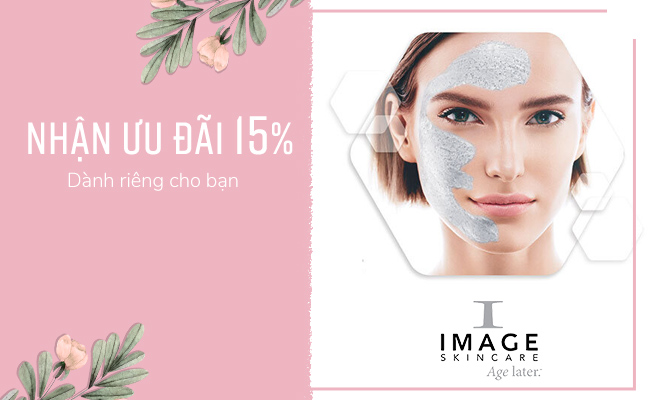 NHẬN ƯU ĐÃI 15%
Dành riêng cho bạn
I
IMAGE
SKINCARE
Age later.